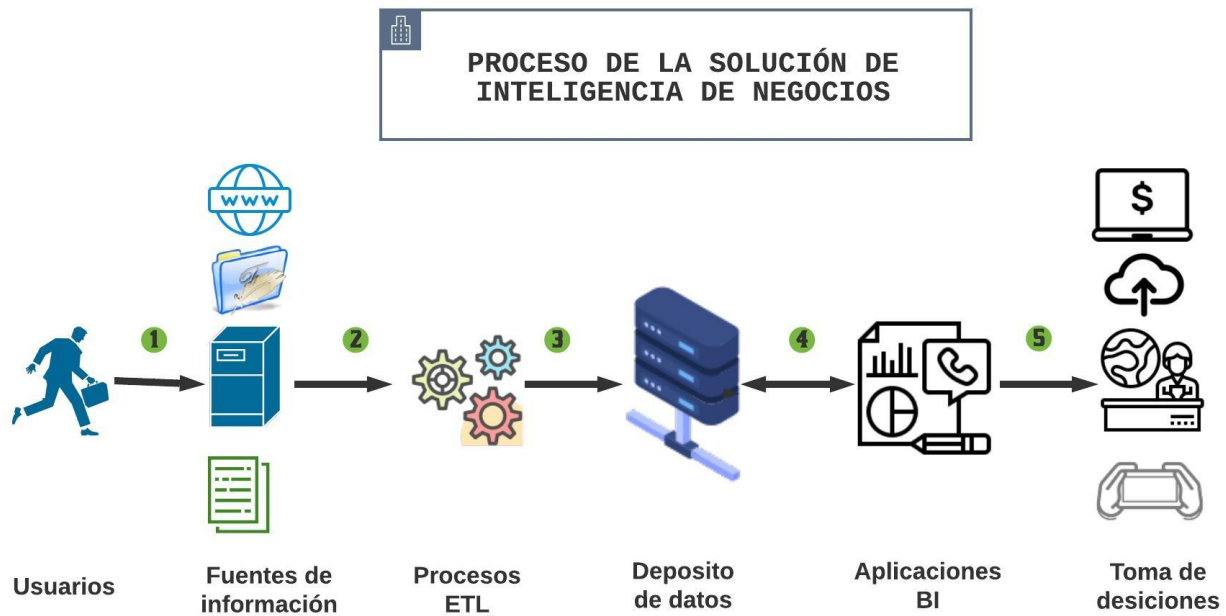 PROCESO DE LA SOLUCIÓN DE
INTELIGENCIA DE NEGOCIOS
WWW
$
1
2
3
4
5
Usuarios
Fuentes de
información
Procesos
ETL
Deposito
de datos
Aplicaciones
BI
Toma de
desiciones